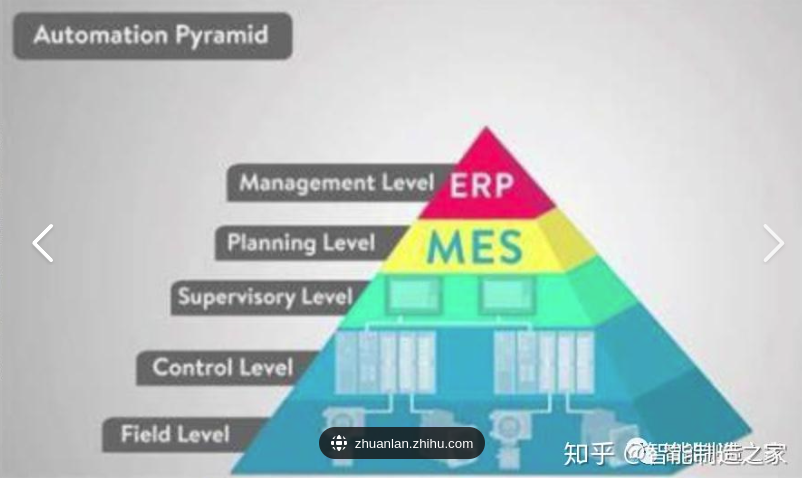 Automation Pyramid
Management Level
ERP
Planning Level
MES
Supervisory Level
Control Level
Field Level
zhuanlan.zhihu.com
知乎 @智能制造之家